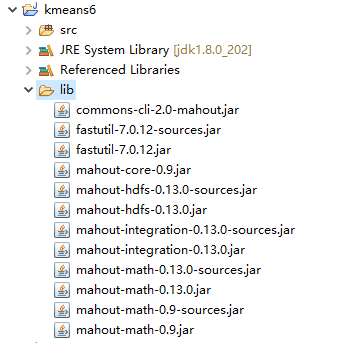 kmeans6
src
JRE System Library [jdk1.8.0_202]
Referenced Libraries
lib
commons-cli-2.0-mahout.jar
fastutil-7.0.12-sources.jar
fastutil-7.0.12.jar
mahout-core-0.9.jar
mahout-hdfs-0.13.0-sources.jar
mahout-hdfs-0.13.0.jar
mahout-integration-0.13.0-sources.jar
mahout-integration-0.13.0.jar
mahout-math-0.13.0-sources.jar
mahout-math-0.13.0.jar
mahout-math-0.9-sources.jar
mahout-math-0.9.jar